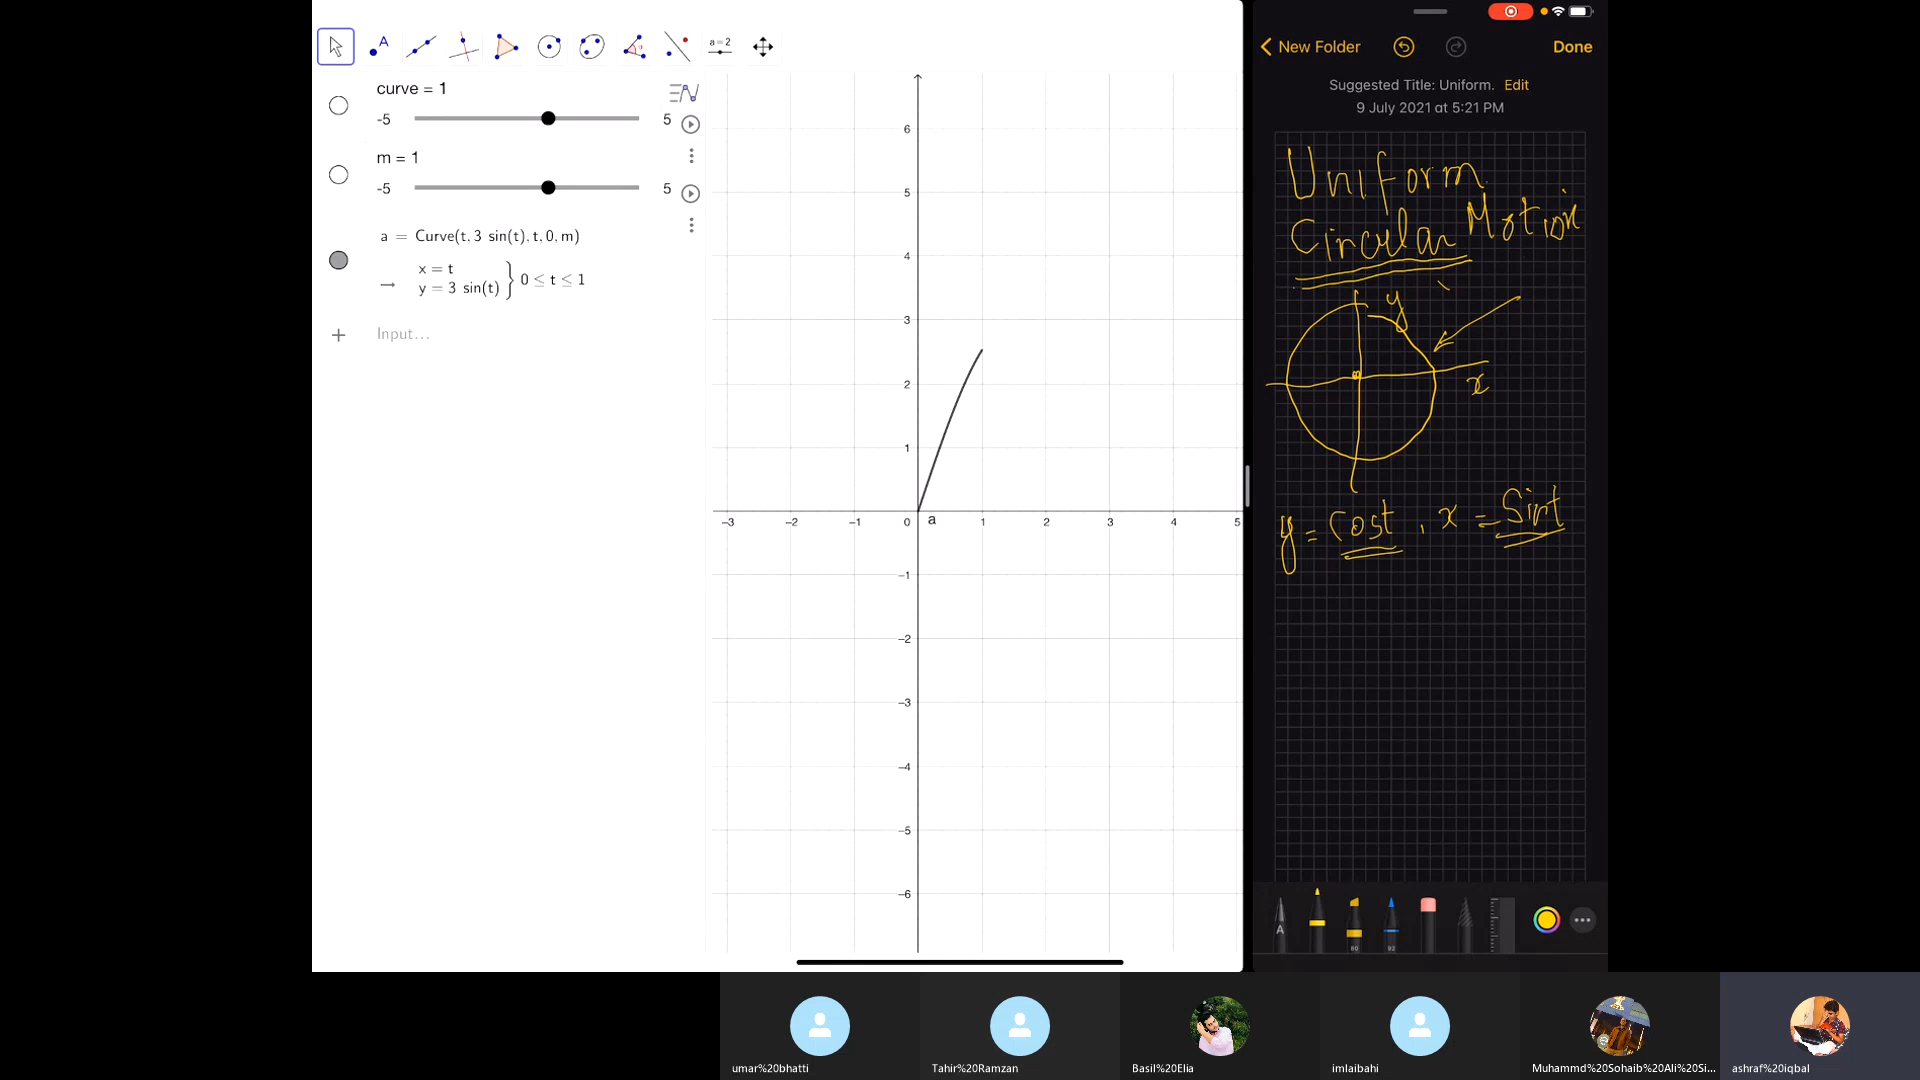 A
α
a=2
curve = 1
-5
5
m = 1
-5
5
a = Curve(t, 3 sin(t), t, 0, m)
→ x = t
y = 3 sin(t) } 0 ≤ t ≤ 1
+ Input...
6
5
4
3
2
1
−3 −2 −1 0 a 1 2 3 4 5
−1
−2
−3
−4
−5
−6
New Folder
Done
Suggested Title: Uniform. Edit
9 July 2021 at 5:21 PM
Uniform
Circular Motion
y
x
y = Cost , x = Sint
A
80
92
umar%20bhatti
Tahir%20Ramzan
Basil%20Elia
imlaibahi
Muhammd%20Sohaib%20Ali%20Si...
ashraf%20iqbal